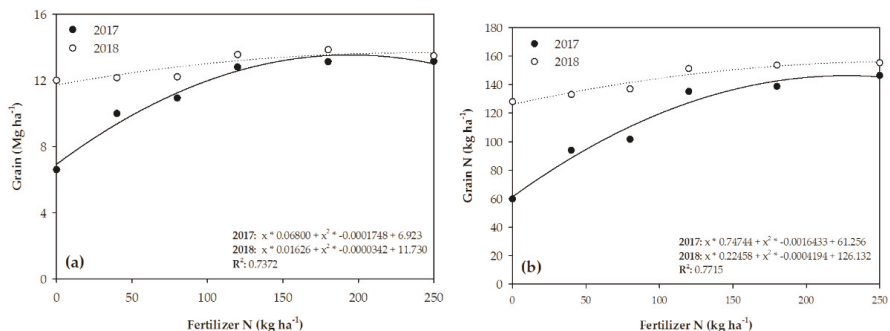 16
12
8
4
0
Grain (Mg ha⁻¹)
2017
2018
2017: x * 0.06800 + x² * -0.0001748 + 6.923
2018: x * 0.01626 + x² * -0.0000342 + 11.730
R²: 0.7372
(a)
0 50 100 150 200 250
Fertilizer N (kg ha⁻¹)
180
160
140
120
100
80
60
40
20
0
Grain N (kg ha⁻¹)
2017
2018
2017: x * 0.74744 + x² * -0.0016433 + 61.256
2018: x * 0.22458 + x² * -0.0004194 + 126.132
R²: 0.7715
(b)
0 50 100 150 200 250
Fertilizer N (kg ha⁻¹)